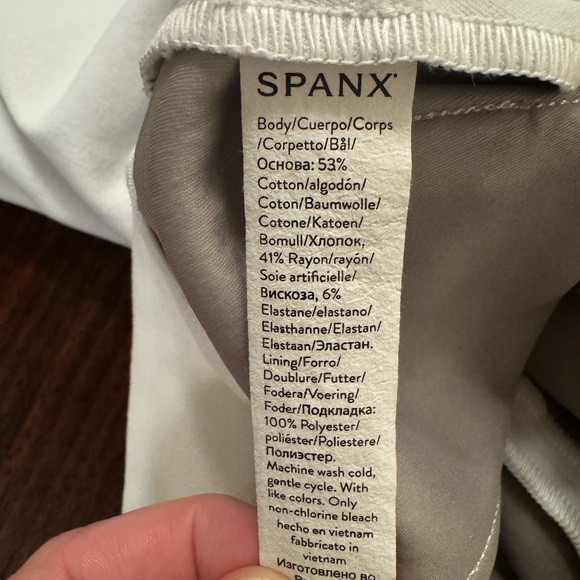 SPANX
Body/Cuerpo/Corps
/Corpetto/Bål/
Основа: 53%
Cotton/algodón/
Coton/Baumwolle/
Cotone/Katoen/
Bomull/Хлопок,
41% Rayon/rayón/
Soie artificielle/
Вискоза, 6%
Elastane/elastano/
Elasthanne/Elastan/
Elestaan/Эластан.
Lining/Forro/
Doublure/Futter/
Fodera/Voering/
Foder/Подкладка:
100% Polyester/
poliéster/Poliestere/
Полиэстер.
Machine wash cold,
gentle cycle. With
like colors. Only
non-chlorine bleach
hecho en vietnam
fabbricato in
vietnam
Изготовлено во